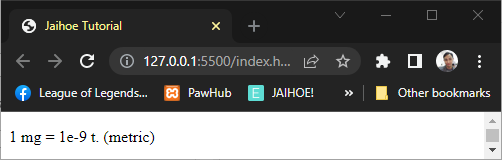 Jaihoe Tutorial
127.0.0.1:5500/index.h...
League of Legends...
PawHub
E
JAIHOE!
Other bookmarks
1 mg = 1e-9 t. (metric)